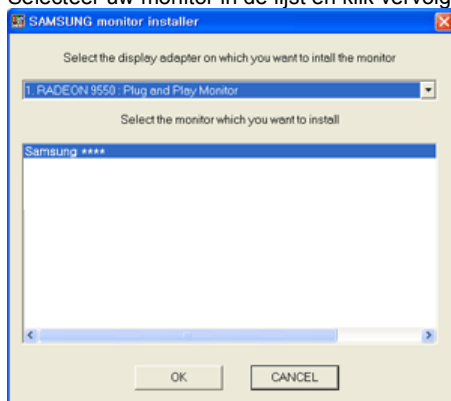 Selecteer uw monitor in de lijst en klik vervolg
SAMSUNG monitor installer
Select the display adapter on which you want to intall the monitor
1. RADEON 9550 : Plug and Play Monitor
Select the monitor which you want to install
Samsung ****
OK
CANCEL